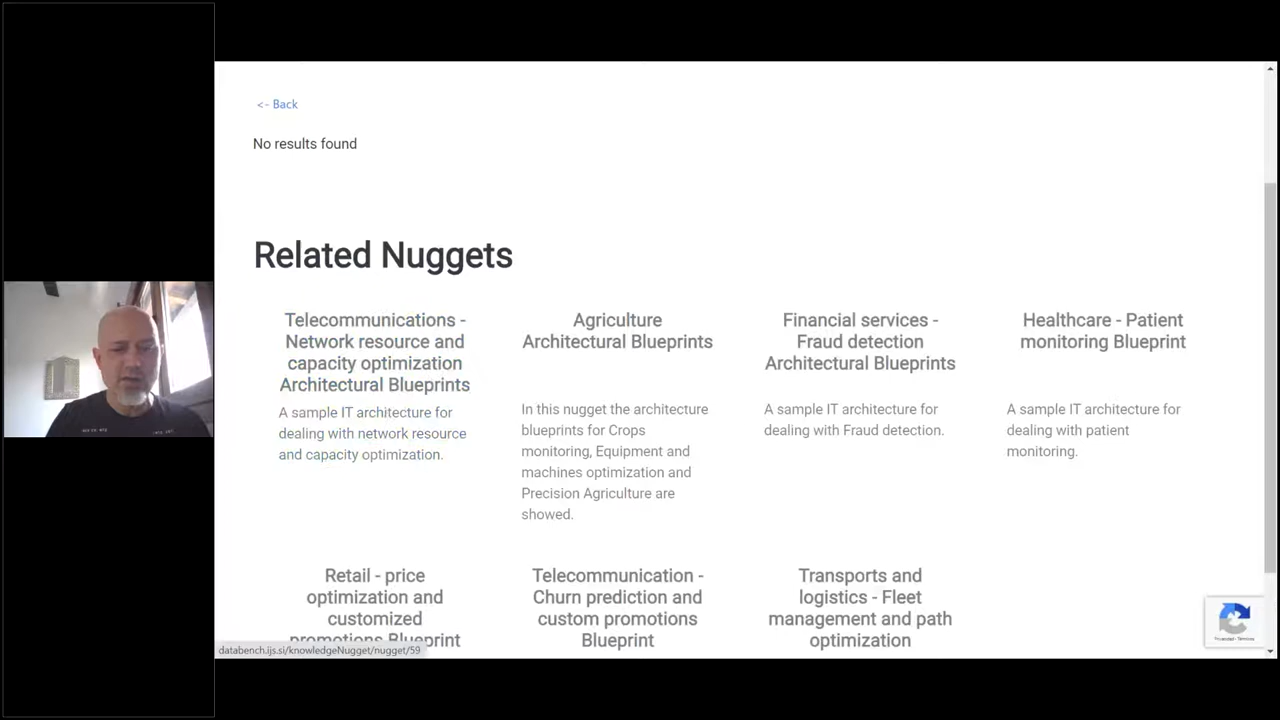 <- Back
No results found
Related Nuggets
Telecommunications -
Network resource and
capacity optimization
Architectural Blueprints
A sample IT architecture for
dealing with network resource
and capacity optimization.
Agriculture
Architectural Blueprints
In this nugget the architecture
blueprints for Crops
monitoring, Equipment and
machines optimization and
Precision Agriculture are
showed.
Financial services -
Fraud detection
Architectural Blueprints
A sample IT architecture for
dealing with Fraud detection.
Healthcare - Patient
monitoring Blueprint
A sample IT architecture for
dealing with patient
monitoring.
Retail - price
optimization and
customized
promotions Blueprint
Telecommunication -
Churn prediction and
custom promotions
Blueprint
Transports and
logistics - Fleet
management and path
optimization
databench.ijs.si/knowledgeNugget/nugget/59